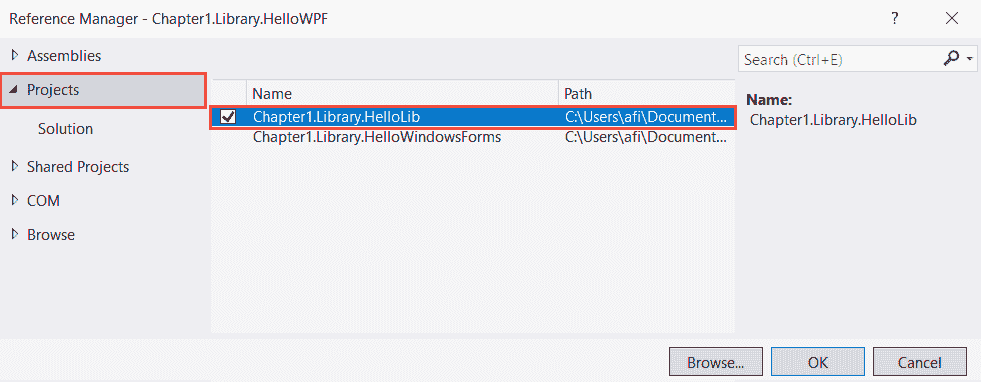 Reference Manager - Chapter1.Library.HelloWPF
?
Assemblies
Projects
Solution
Shared Projects
COM
Browse
Name Path
Chapter1.Library.HelloLib C:\Users\afi\Document...
Chapter1.Library.HelloWindowsForms C:\Users\afi\Document...
Search (Ctrl+E)
Name:
Chapter1.Library.HelloLib
Browse... OK Cancel